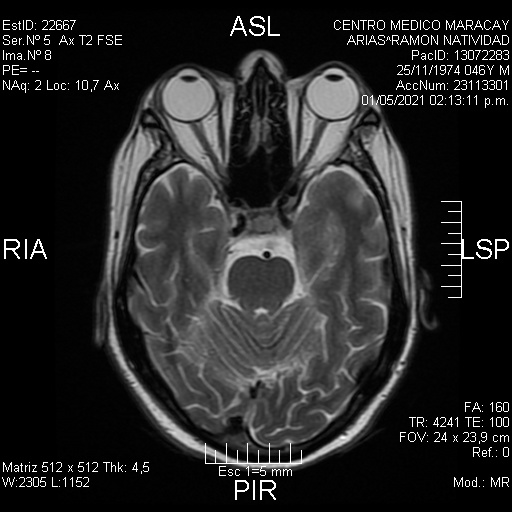 EstID: 22667
Ser.Nº 5 Ax T2 FSE
Ima.Nº 8
PE= --
NAq: 2 Loc: 10,7 Ax
ASL
CENTRO MEDICO MARACAY
ARIAS^RAMON NATIVIDAD
PacID: 13072283
25/11/1974 046Y M
AccNum: 23113301
01/05/2021 02:13:11 p.m.
RIA
LSP
FA: 160
TR: 4241 TE: 100
FOV: 24 x 23,9 cm
Ref.: 0
Mod.: MR
Matriz 512 x 512 Thk: 4,5
W:2305 L:1152
Esc 1=5 mm
PIR